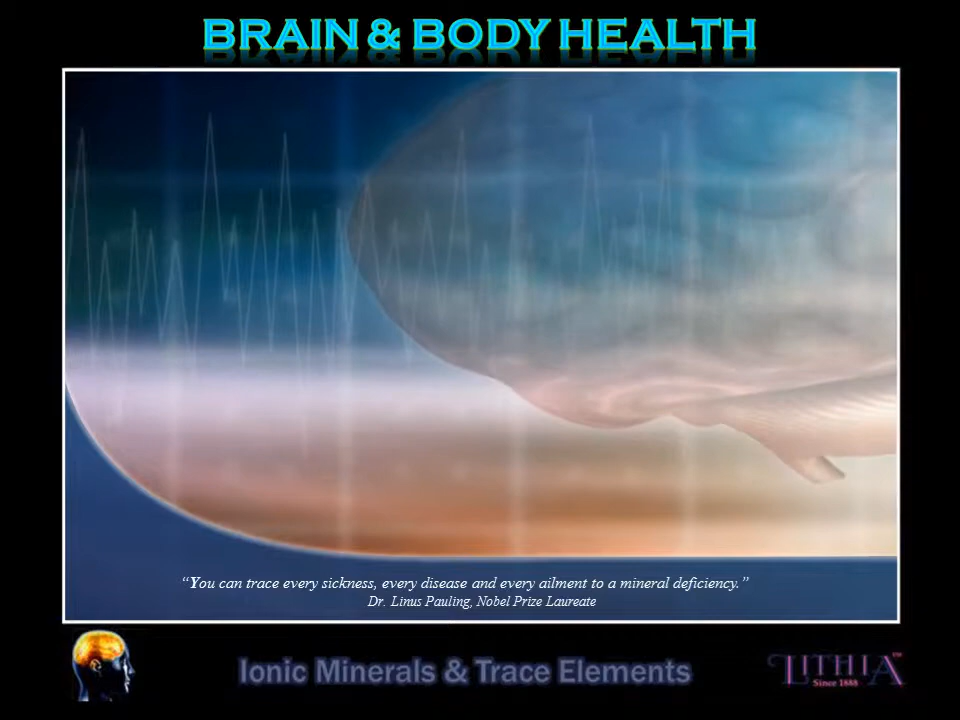 BRAIN & BODY HEALTH
“You can trace every sickness, every disease and every ailment to a mineral deficiency.”
Dr. Linus Pauling, Nobel Prize Laureate
Ionic Minerals & Trace Elements
LITHIA™
Since 1888